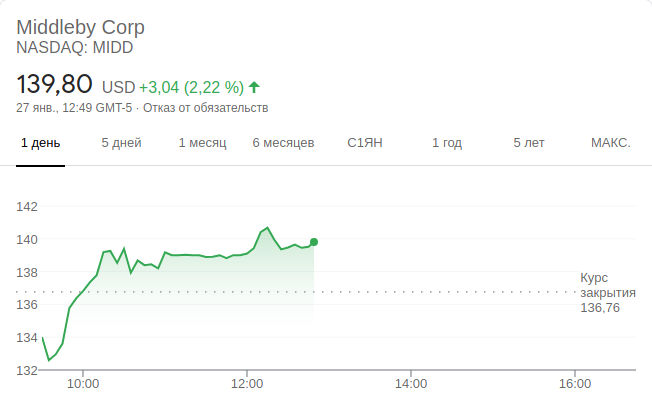 Middleby Corp
NASDAQ: MIDD
139,80 USD +3,04 (2,22 %)
27 янв., 12:49 GMT-5 · Отказ от обязательств
1 день 5 дней 1 месяц 6 месяцев С1ЯН 1 год 5 лет МАКС.
142
140
138
Курс
закрытия
136,76
136
134
132
10:00 12:00 14:00 16:00